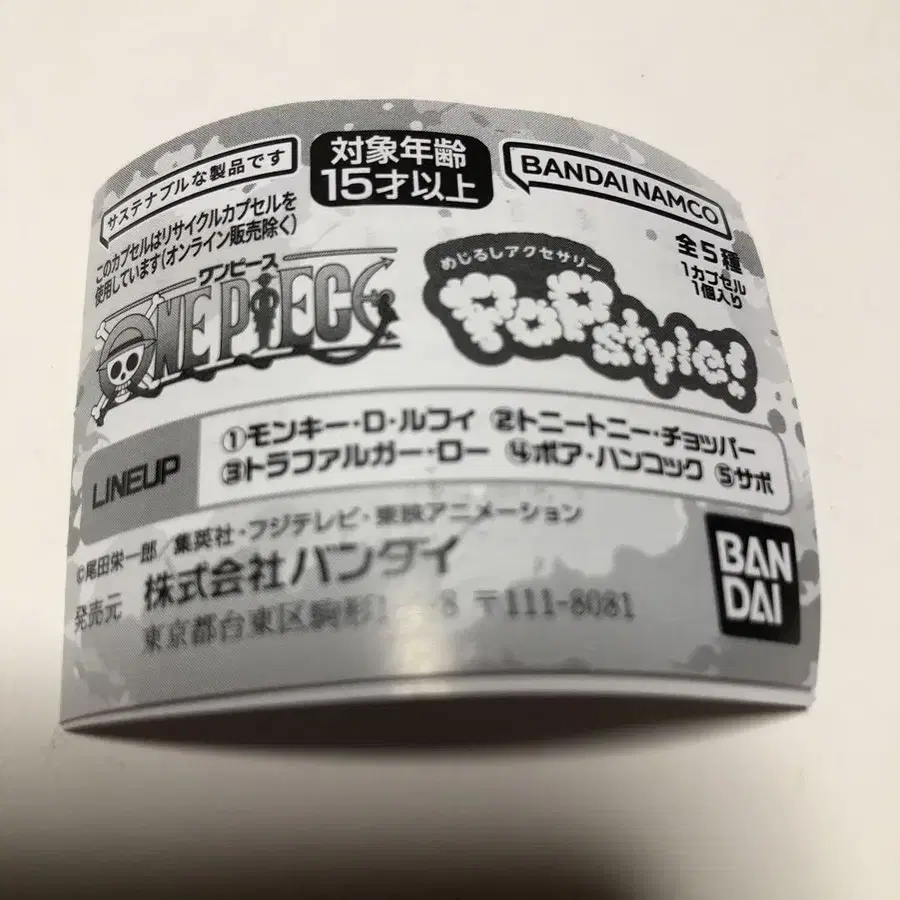 サステナブルな製品です
対象年齢
15才以上
BANDAI NAMCO
このカプセルはリサイクルカプセルを
使用しています(オンライン販売除く)
ワンピース
ONE PIECE
めじるしアクセサリー
PoP style!
全5種
1カプセル
1個入り
LINEUP
①モンキー・D・ルフィ ②トニートニー・チョッパー
③トラファルガー・ロー ④ボア・ハンコック ⑤サボ
©尾田栄一郎/集英社・フジテレビ・東映アニメーション
発売元 株式会社バンダイ
東京都台東区駒形1 8 〒111-8081
BAN
DAI